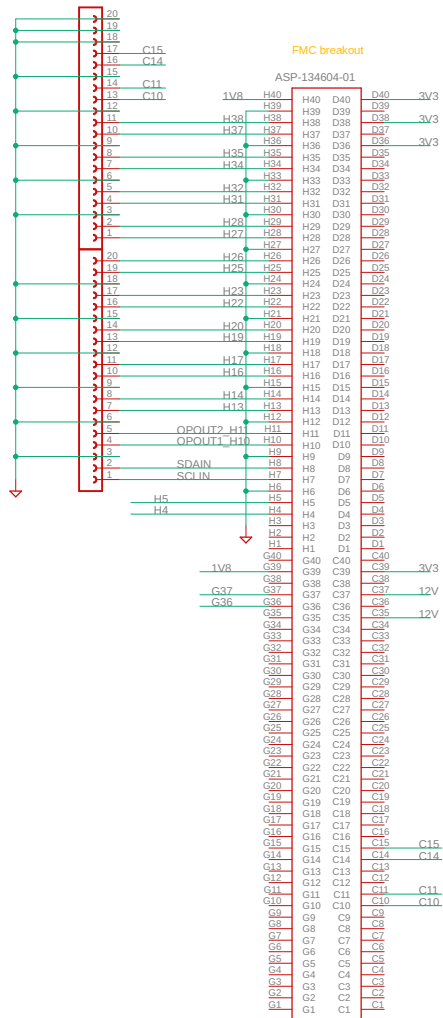 20
19
18
17 C15
16 C14
15
14 C11
13 C10
12
11 H38
10 H37
9
8 H35
7 H34
6
5 H32
4 H31
3
2 H28
1 H27
20 H26
19 H25
18
17 H23
16 H22
15
14 H20
13 H19
12
11 H17
10 H16
9
8 H14
7 H13
6
5 OPOUT2_H11
4 OPOUT1_H10
3
2 SDAIN
1 SCLIN
FMC breakout
ASP-134604-01
1V8 H40 H40 D40 D40 3V3
H39 H39 D39 D39
H38 H38 D38 D38 3V3
H37 H37 D37 D37
H36 H36 D36 D36 3V3
H35 H35 D35 D35
H34 H34 D34 D34
H33 H33 D33 D33
H32 H32 D32 D32
H31 H31 D31 D31
H30 H30 D30 D30
H29 H29 D29 D29
H28 H28 D28 D28
H27 H27 D27 D27
H26 H26 D26 D26
H25 H25 D25 D25
H24 H24 D24 D24
H23 H23 D23 D23
H22 H22 D22 D22
H21 H21 D21 D21
H20 H20 D20 D20
H19 H19 D19 D19
H18 H18 D18 D18
H17 H17 D17 D17
H16 H16 D16 D16
H15 H15 D15 D15
H14 H14 D14 D14
H13 H13 D13 D13
H12 H12 D12 D12
H11 H11 D11 D11
H10 H10 D10 D10
H9 H9 D9 D9
H8 H8 D8 D8
H7 H7 D7 D7
H6 H6 D6 D6
H5 H5 H5 D5 D5
H4 H4 H4 D4 D4
H3 H3 D3 D3
H2 H2 D2 D2
H1 H1 D1 D1
G40 G40 C40 C40
1V8 G39 G39 C39 C39 3V3
G38 G38 C38 C38
G37 G37 G37 C37 C37 12V
G36 G36 G36 C36 C36
G35 G35 C35 C35 12V
G34 G34 C34 C34
G33 G33 C33 C33
G32 G32 C32 C32
G31 G31 C31 C31
G30 G30 C30 C30
G29 G29 C29 C29
G28 G28 C28 C28
G27 G27 C27 C27
G26 G26 C26 C26
G25 G25 C25 C25
G24 G24 C24 C24
G23 G23 C23 C23
G22 G22 C22 C22
G21 G21 C21 C21
G20 G20 C20 C20
G19 G19 C19 C19
G18 G18 C18 C18
G17 G17 C17 C17
G16 G16 C16 C16
G15 G15 C15 C15 C15
G14 G14 C14 C14 C14
G13 G13 C13 C13
G12 G12 C12 C12
G11 G11 C11 C11 C11
G10 G10 C10 C10 C10
G9 G9 C9 C9
G8 G8 C8 C8
G7 G7 C7 C7
G6 G6 C6 C6
G5 G5 C5 C5
G4 G4 C4 C4
G3 G3 C3 C3
G2 G2 C2 C2
G1 G1 C1 C1